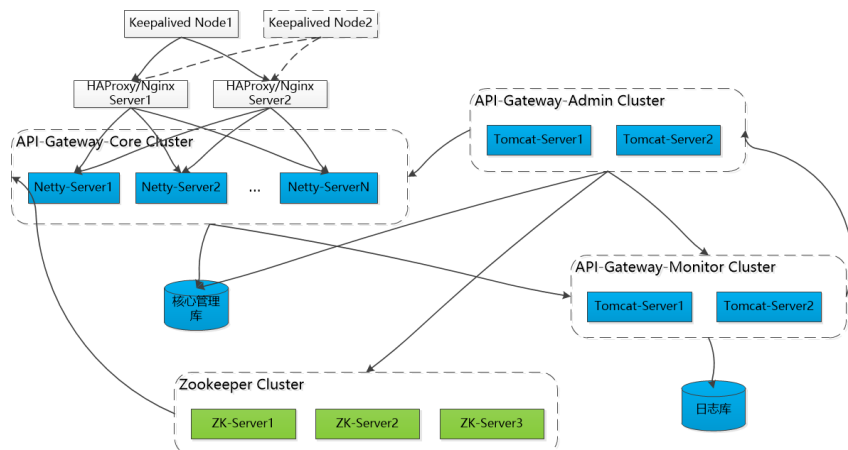 Keepalived Node1
Keepalived Node2
HAProxy/Nginx
Server1
HAProxy/Nginx
Server2
API-Gateway-Core Cluster
Netty-Server1
Netty-Server2
...
Netty-ServerN
API-Gateway-Admin Cluster
Tomcat-Server1
Tomcat-Server2
API-Gateway-Monitor Cluster
Tomcat-Server1
Tomcat-Server2
核心管理
库
Zookeeper Cluster
ZK-Server1
ZK-Server2
ZK-Server3
日志库